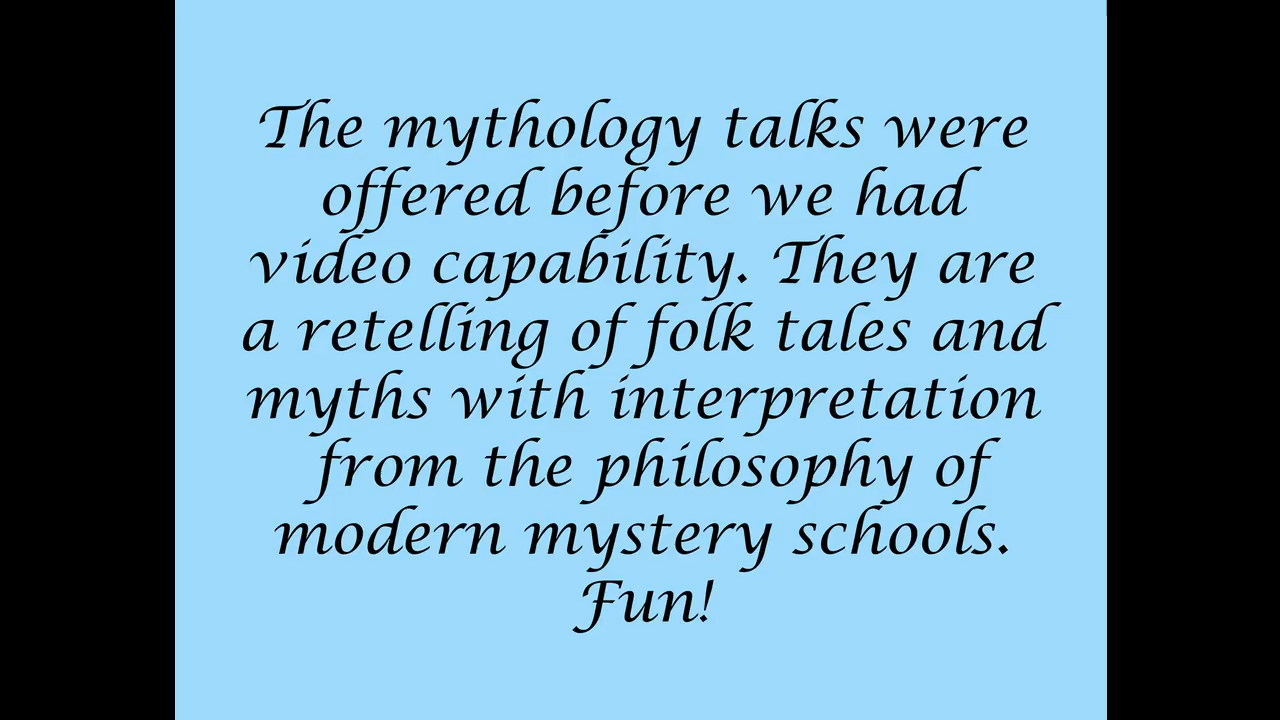 The mythology talks were
offered before we had
video capability. They are
a retelling of folk tales and
myths with interpretation
from the philosophy of
modern mystery schools.
Fun!